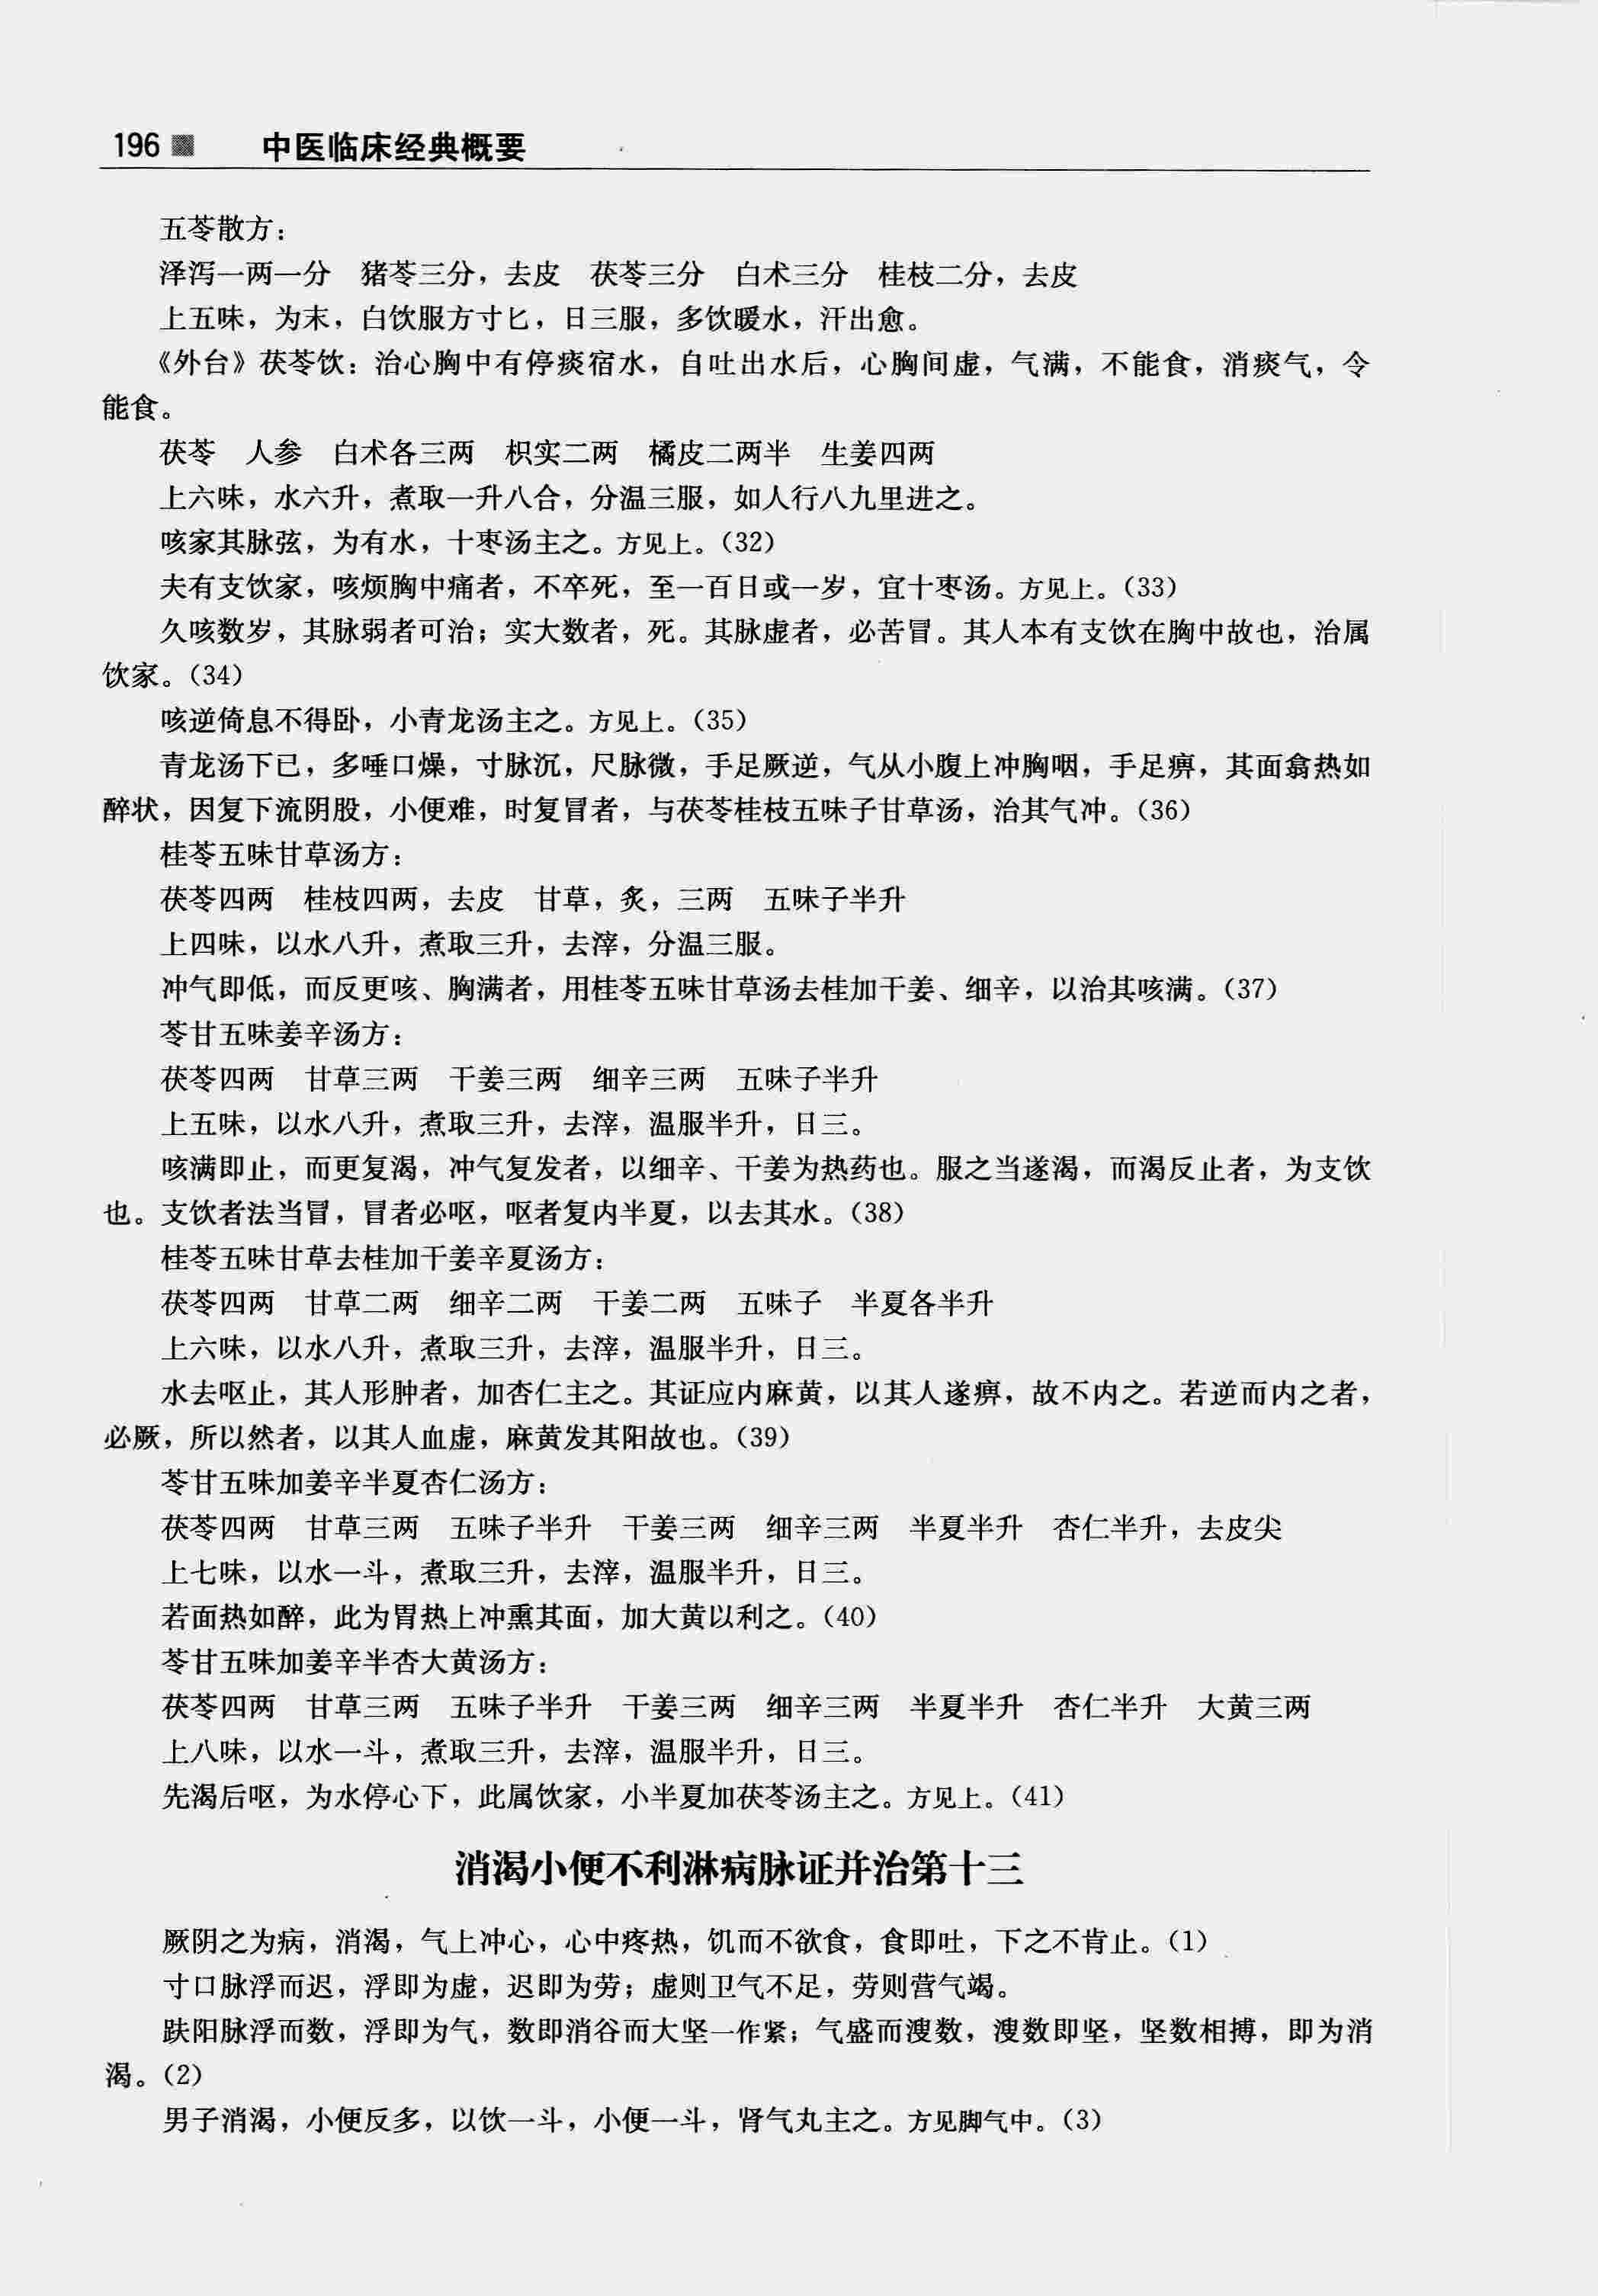 196 中医临床经典概要
五苓散方：
泽泻一两一分　猪苓三分，去皮　茯苓三分　白术三分　桂枝二分，去皮
上五味，为末，白饮服方寸匕，日三服，多饮暖水，汗出愈。
《外台》茯苓饮：治心胸中有停痰宿水，自吐出水后，心胸间虚，气满，不能食，消痰气，令
能食。
茯苓　人参　白术各三两　枳实二两　橘皮二两半　生姜四两
上六味，水六升，煮取一升八合，分温三服，如人行八九里进之。
咳家其脉弦，为有水，十枣汤主之。方见上。（32）
夫有支饮家，咳烦胸中痛者，不卒死，至一百日或一岁，宜十枣汤。方见上。（33）
久咳数岁，其脉弱者可治；实大数者，死。其脉虚者，必苦冒。其人本有支饮在胸中故也，治属
饮家。（34）
咳逆倚息不得卧，小青龙汤主之。方见上。（35）
青龙汤下已，多唾口燥，寸脉沉，尺脉微，手足厥逆，气从小腹上冲胸咽，手足痹，其面翕热如
醉状，因复下流阴股，小便难，时复冒者，与茯苓桂枝五味子甘草汤，治其气冲。（36）
桂苓五味甘草汤方：
茯苓四两　桂枝四两，去皮　甘草，炙，三两　五味子半升
上四味，以水八升，煮取三升，去滓，分温三服。
冲气即低，而反更咳、胸满者，用桂苓五味甘草汤去桂加干姜、细辛，以治其咳满。（37）
苓甘五味姜辛汤方：
茯苓四两　甘草三两　干姜三两　细辛三两　五味子半升
上五味，以水八升，煮取三升，去滓，温服半升，日三。
咳满即止，而更复渴，冲气复发者，以细辛、干姜为热药也。服之当遂渴，而渴反止者，为支饮
也。支饮者法当冒，冒者必呕，呕者复内半夏，以去其水。（38）
桂苓五味甘草去桂加干姜辛夏汤方：
茯苓四两　甘草二两　细辛二两　干姜二两　五味子　半夏各半升
上六味，以水八升，煮取三升，去滓，温服半升，日三。
水去呕止，其人形肿者，加杏仁主之。其证应内麻黄，以其人遂痹，故不内之。若逆而内之者，
必厥，所以然者，以其人血虚，麻黄发其阳故也。（39）
苓甘五味加姜辛半夏杏仁汤方：
茯苓四两　甘草三两　五味子半升　干姜三两　细辛三两　半夏半升　杏仁半升，去皮尖
上七味，以水一斗，煮取三升，去滓，温服半升，日三。
若面热如醉，此为胃热上冲熏其面，加大黄以利之。（40）
苓甘五味加姜辛半杏大黄汤方：
茯苓四两　甘草三两　五味子半升　干姜三两　细辛三两　半夏半升　杏仁半升　大黄三两
上八味，以水一斗，煮取三升，去滓，温服半升，日三。
先渴后呕，为水停心下，此属饮家，小半夏加茯苓汤主之。方见上。（41）
消渴小便不利淋病脉证并治第十三
厥阴之为病，消渴，气上冲心，心中疼热，饥而不欲食，食即吐，下之不肯止。（1）
寸口脉浮而迟，浮即为虚，迟即为劳；虚则卫气不足，劳则营气竭。
趺阳脉浮而数，浮即为气，数即消谷而大坚一作紧；气盛而溲数，溲数即坚，坚数相搏，即为消
渴。（2）
男子消渴，小便反多，以饮一斗，小便一斗，肾气丸主之。方见脚气中。（3）